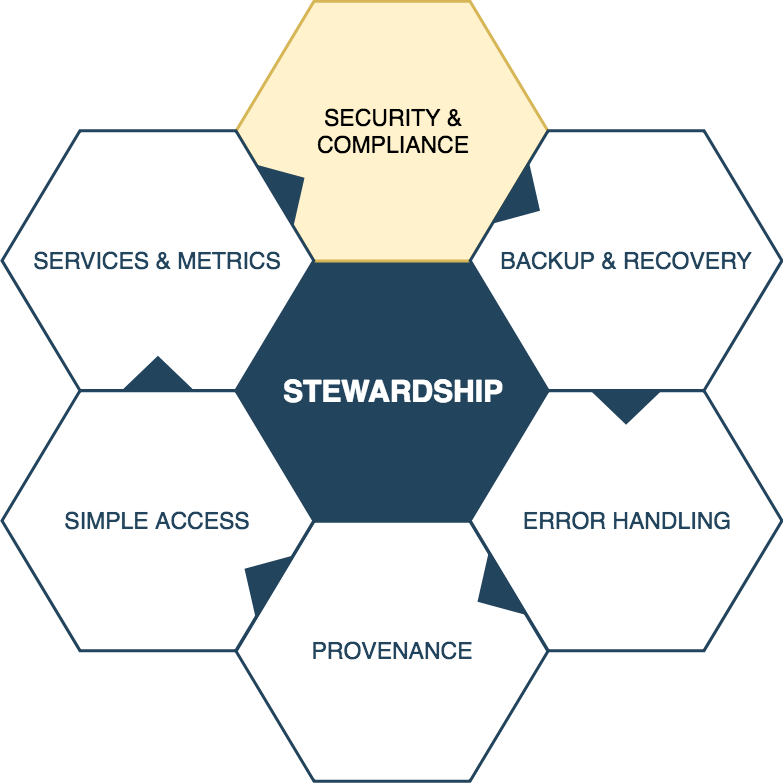 SECURITY &
COMPLIANCE
SERVICES & METRICS
BACKUP & RECOVERY
STEWARDSHIP
SIMPLE ACCESS
ERROR HANDLING
PROVENANCE